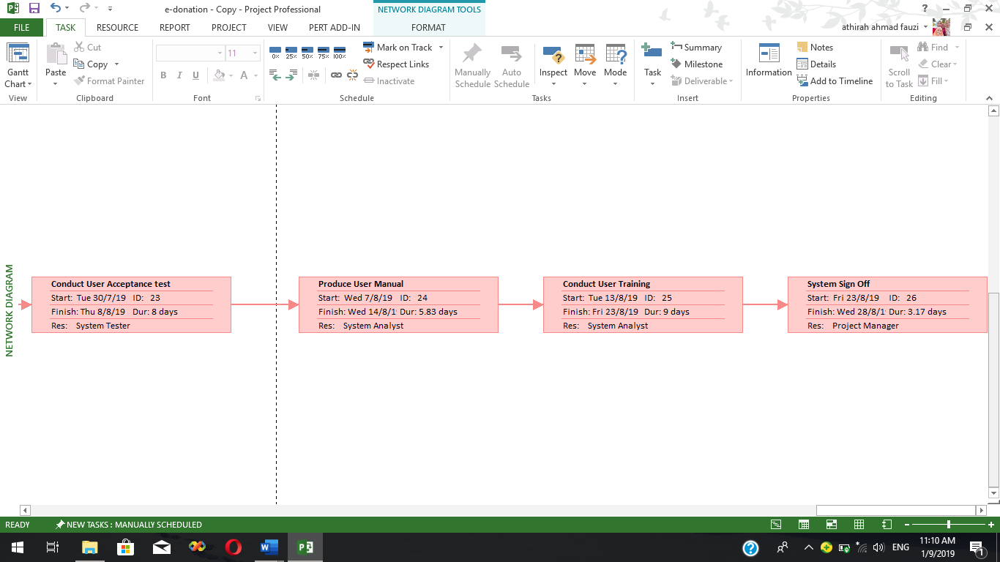 e-donation - Copy - Project Professional
NETWORK DIAGRAM TOOLS
FILE TASK RESOURCE REPORT PROJECT VIEW PERT ADD-IN FORMAT
athirah ahmad fauzi
Gantt Chart
View
Paste
Cut
Copy
Format Painter
Clipboard
11
B I U A
Font
0% 25% 50% 75% 100%
Mark on Track
Respect Links
Inactivate
Schedule
Manually Schedule
Auto Schedule
Inspect
Move
Mode
Tasks
Task
Summary
Milestone
Deliverable
Insert
Information
Notes
Details
Add to Timeline
Properties
Scroll to Task
Find
Clear
Fill
Editing
NETWORK DIAGRAM
Conduct User Acceptance test
Start: Tue 30/7/19 ID: 23
Finish: Thu 8/8/19 Dur: 8 days
Res: System Tester
Produce User Manual
Start: Wed 7/8/19 ID: 24
Finish: Wed 14/8/1 Dur: 5.83 days
Res: System Analyst
Conduct User Training
Start: Tue 13/8/19 ID: 25
Finish: Fri 23/8/19 Dur: 9 days
Res: System Analyst
System Sign Off
Start: Fri 23/8/19 ID: 26
Finish: Wed 28/8/1 Dur: 3.17 days
Res: Project Manager
READY
NEW TASKS : MANUALLY SCHEDULED
ENG
11:10 AM
1/9/2019
1